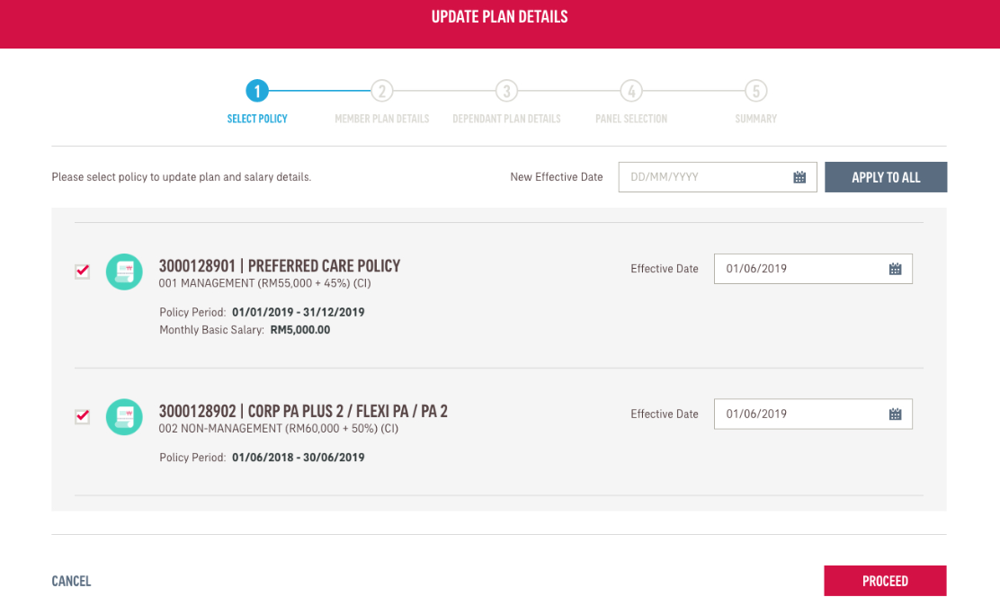 UPDATE PLAN DETAILS
1 2 3 4 5
SELECT POLICY MEMBER PLAN DETAILS DEPENDANT PLAN DETAILS PANEL SELECTION SUMMARY
Please select policy to update plan and salary details. New Effective Date DD/MM/YYYY APPLY TO ALL
3000128901 | PREFERRED CARE POLICY Effective Date 01/06/2019
001 MANAGEMENT (RM55,000 + 45%) (CI)
Policy Period: 01/01/2019 - 31/12/2019
Monthly Basic Salary: RM5,000.00
3000128902 | CORP PA PLUS 2 / FLEXI PA / PA 2 Effective Date 01/06/2019
002 NON-MANAGEMENT (RM60,000 + 50%) (CI)
Policy Period: 01/06/2018 - 30/06/2019
CANCEL PROCEED